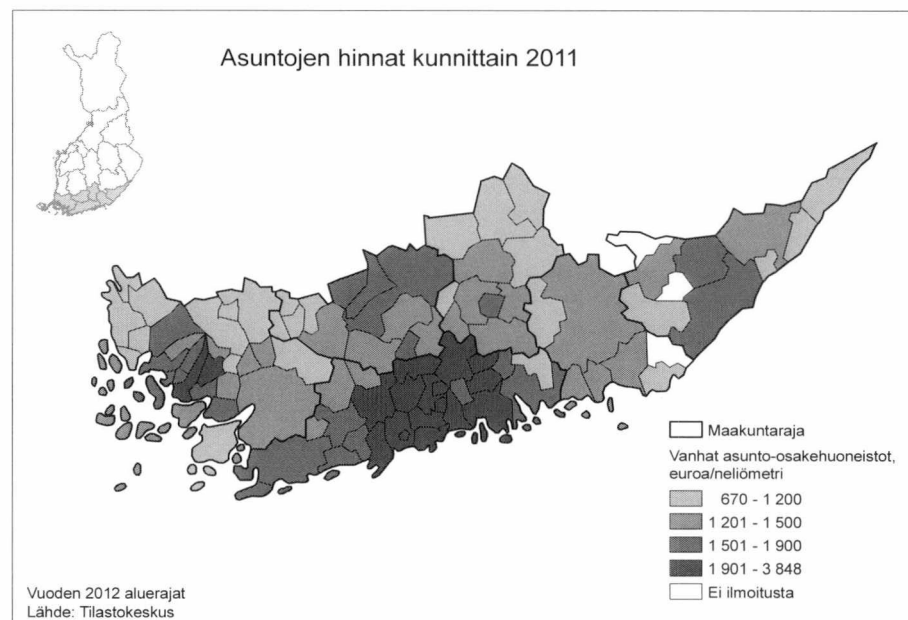 Asuntojen hinnat kunnittain 2011
Maakuntaraja
Vanhat asunto-osakehuoneistot,
euroa/neliömetri
670 - 1 200
1 201 - 1 500
1 501 - 1 900
1 901 - 3 848
Ei ilmoitusta
Vuoden 2012 aluerajat
Lähde: Tilastokeskus